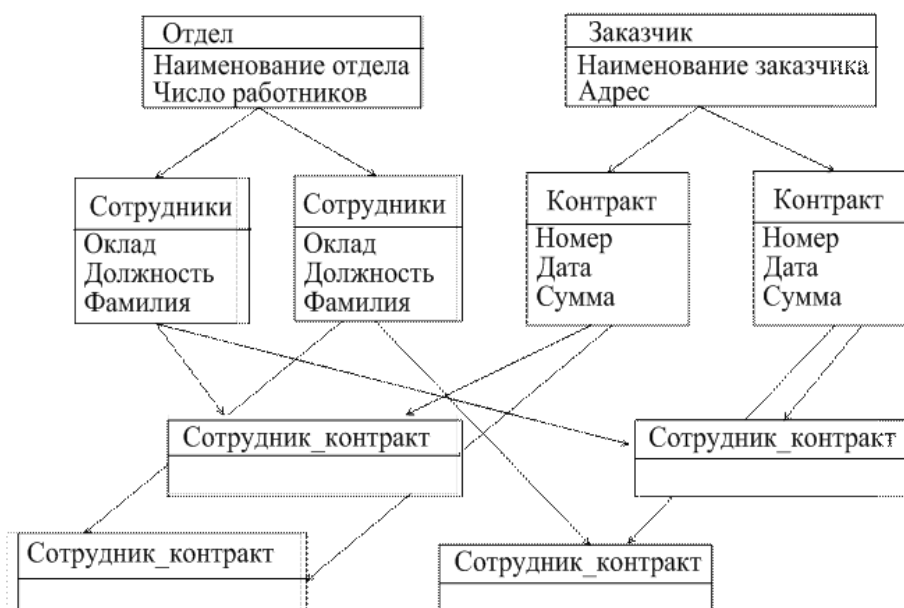 Отдел
Наименование отдела
Число работников
Заказчик
Наименование заказчика
Адрес
Сотрудники
Оклад
Должность
Фамилия
Сотрудники
Оклад
Должность
Фамилия
Контракт
Номер
Дата
Сумма
Контракт
Номер
Дата
Сумма
Сотрудник_контракт
Сотрудник_контракт
Сотрудник_контракт
Сотрудник_контракт